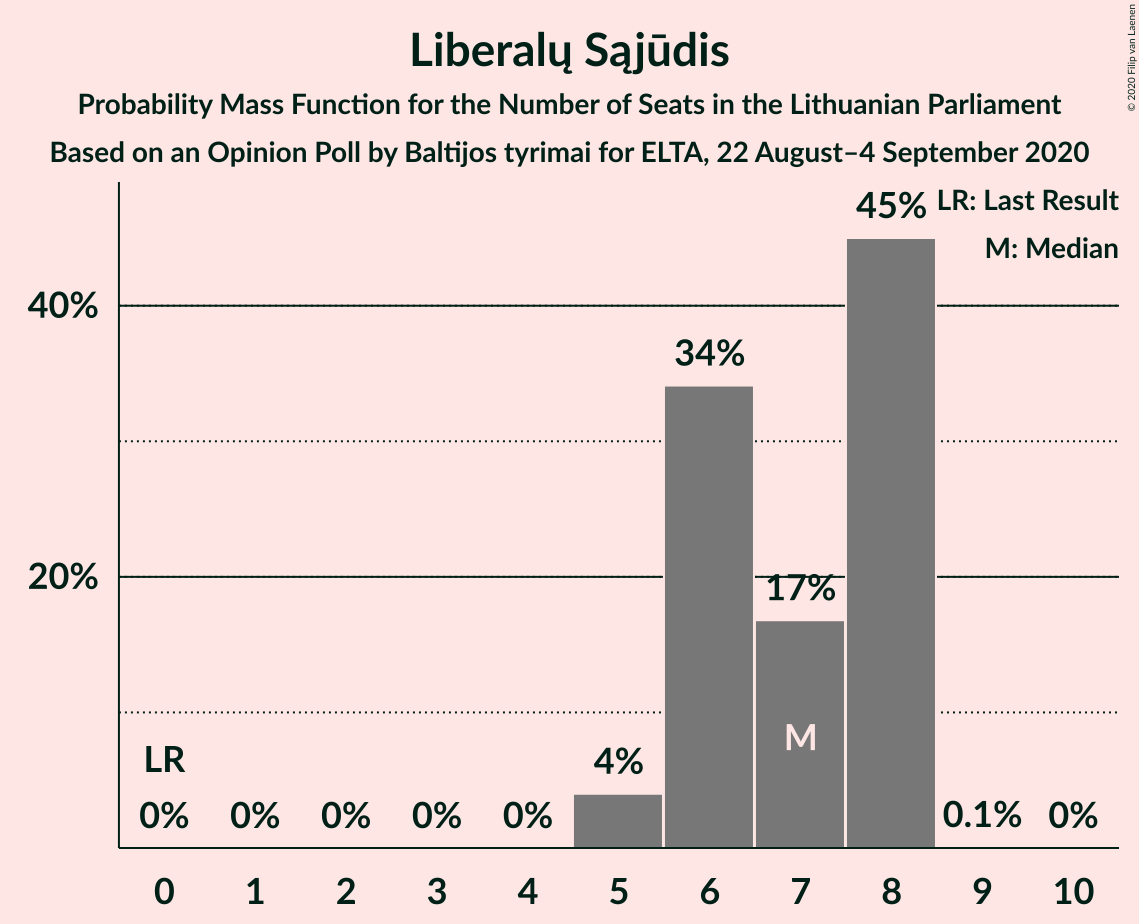 Liberalų Sąjūdis
Probability Mass Function for the Number of Seats in the Lithuanian Parliament
Based on an Opinion Poll by Baltijos tyrimai for ELTA, 22 August–4 September 2020
© 2020 Filip van Laenen
LR: Last Result
M: Median
45%
40%
34%
20%
17%
M
LR
4%
0% 0% 0% 0% 0% 0.1% 0%
0 1 2 3 4 5 6 7 8 9 10